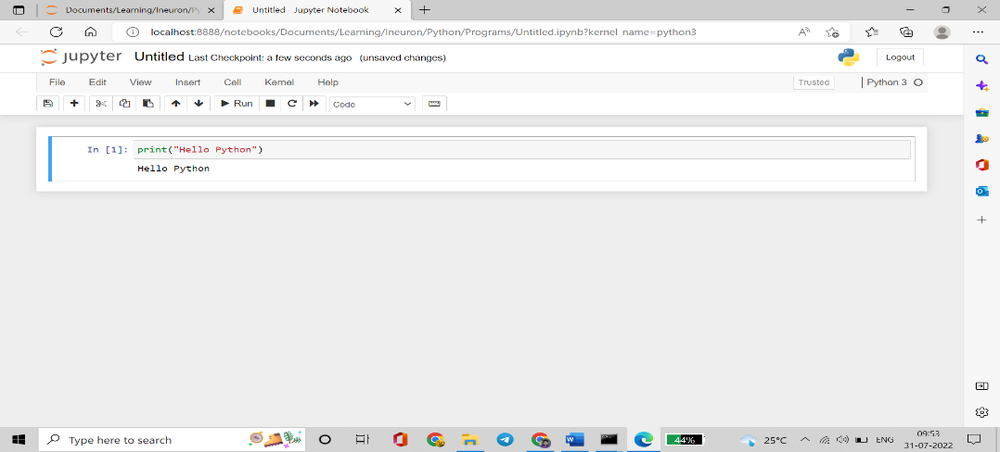 Documents/Learning/Ineuron/Py
Untitled - Jupyter Notebook
localhost:8888/notebooks/Documents/Learning/Ineuron/Python/Programs/Untitled.ipynb?kernel_name=python3
jupyter Untitled Last Checkpoint: a few seconds ago (unsaved changes) Logout
File Edit View Insert Cell Kernel Help Trusted Python 3
Run Code
In [1]: print("Hello Python")
Hello Python
Type here to search 44% 25°C ENG 09:53
31-07-2022